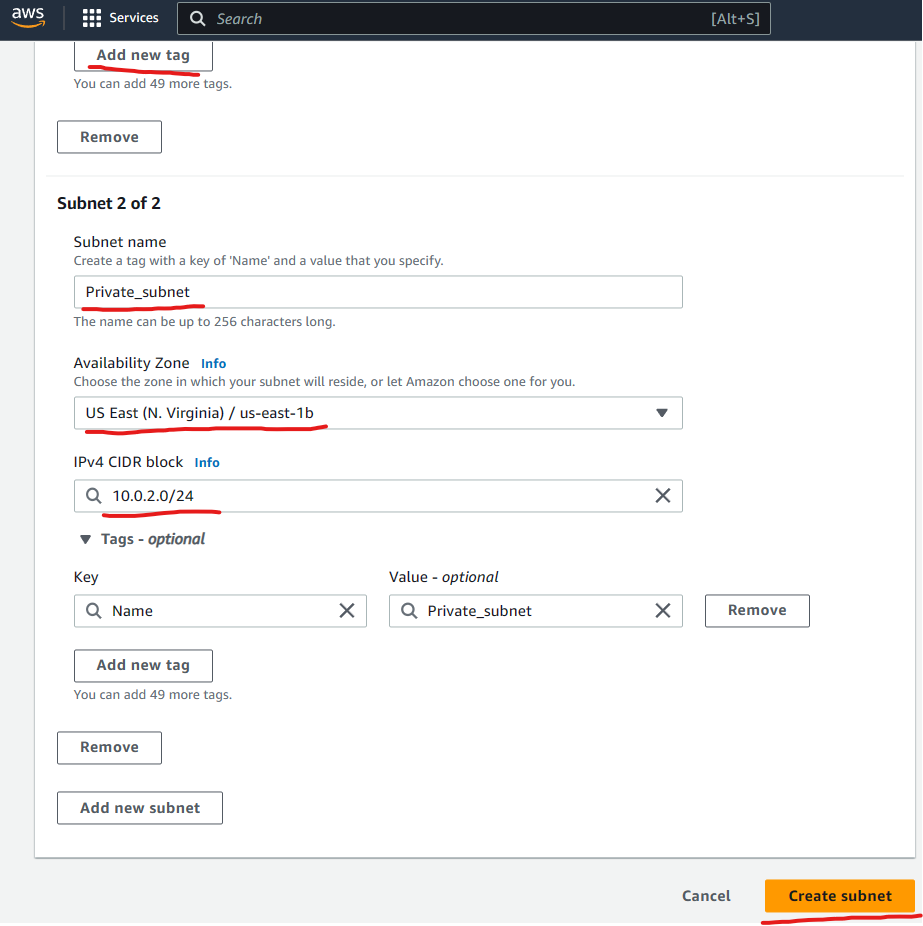 aws Services Search [Alt+S]
Add new tag
You can add 49 more tags.
Remove
Subnet 2 of 2
Subnet name
Create a tag with a key of 'Name' and a value that you specify.
Private_subnet
The name can be up to 256 characters long.
Availability Zone Info
Choose the zone in which your subnet will reside, or let Amazon choose one for you.
US East (N. Virginia) / us-east-1b
IPv4 CIDR block Info
10.0.2.0/24
Tags - optional
Key Value - optional
Name Private_subnet Remove
Add new tag
You can add 49 more tags.
Remove
Add new subnet
Cancel Create subnet